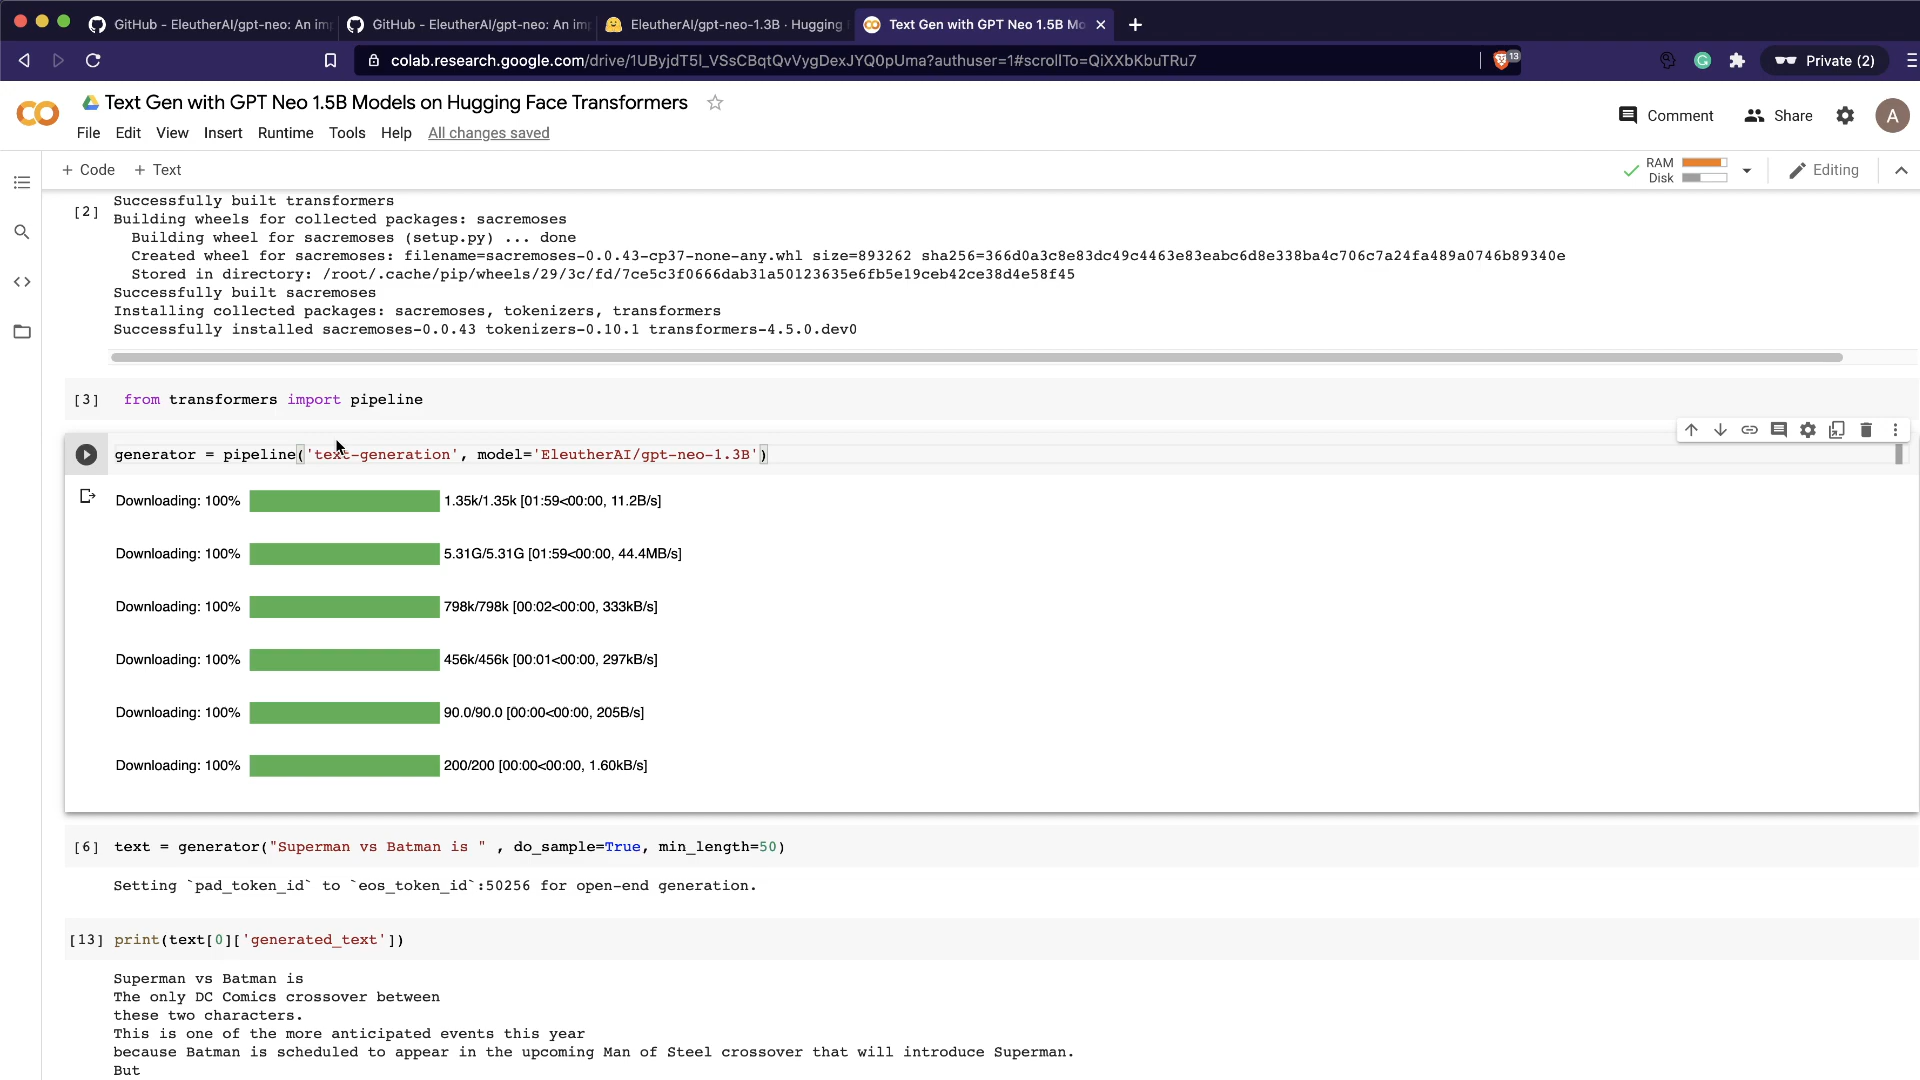 GitHub - EleutherAI/gpt-neo: An im
GitHub - EleutherAI/gpt-neo: An im
EleutherAI/gpt-neo-1.3B · Hugging
Text Gen with GPT Neo 1.5B Mo
colab.research.google.com/drive/1UByjdT5I_VSsCBqtQvVygDexJYQ0pUma?authuser=1#scrollTo=QiXXbKbuTRu7
13
Private (2)
Text Gen with GPT Neo 1.5B Models on Hugging Face Transformers
Comment
Share
A
File Edit View Insert Runtime Tools Help All changes saved
+ Code + Text
RAM
Disk
Editing
[2]
Successfully built transformers
Building wheels for collected packages: sacremoses
Building wheel for sacremoses (setup.py) ... done
Created wheel for sacremoses: filename=sacremoses-0.0.43-cp37-none-any.whl size=893262 sha256=366d0a3c8e83dc49c4463e83eabc6d8e338ba4c706c7a24fa489a0746b89340e
Stored in directory: /root/.cache/pip/wheels/29/3c/fd/7ce5c3f0666dab31a50123635e6fb5e19ceb42ce38d4e58f45
Successfully built sacremoses
Installing collected packages: sacremoses, tokenizers, transformers
Successfully installed sacremoses-0.0.43 tokenizers-0.10.1 transformers-4.5.0.dev0
[3] from transformers import pipeline
generator = pipeline('text-generation', model='EleutherAI/gpt-neo-1.3B')
Downloading: 100% 1.35k/1.35k [01:59<00:00, 11.2B/s]
Downloading: 100% 5.31G/5.31G [01:59<00:00, 44.4MB/s]
Downloading: 100% 798k/798k [00:02<00:00, 333kB/s]
Downloading: 100% 456k/456k [00:01<00:00, 297kB/s]
Downloading: 100% 90.0/90.0 [00:00<00:00, 205B/s]
Downloading: 100% 200/200 [00:00<00:00, 1.60kB/s]
[6] text = generator("Superman vs Batman is " , do_sample=True, min_length=50)
Setting `pad_token_id` to `eos_token_id`:50256 for open-end generation.
[13] print(text[0]['generated_text'])
Superman vs Batman is
The only DC Comics crossover between
these two characters.
This is one of the more anticipated events this year
because Batman is scheduled to appear in the upcoming Man of Steel crossover that will introduce Superman.
But